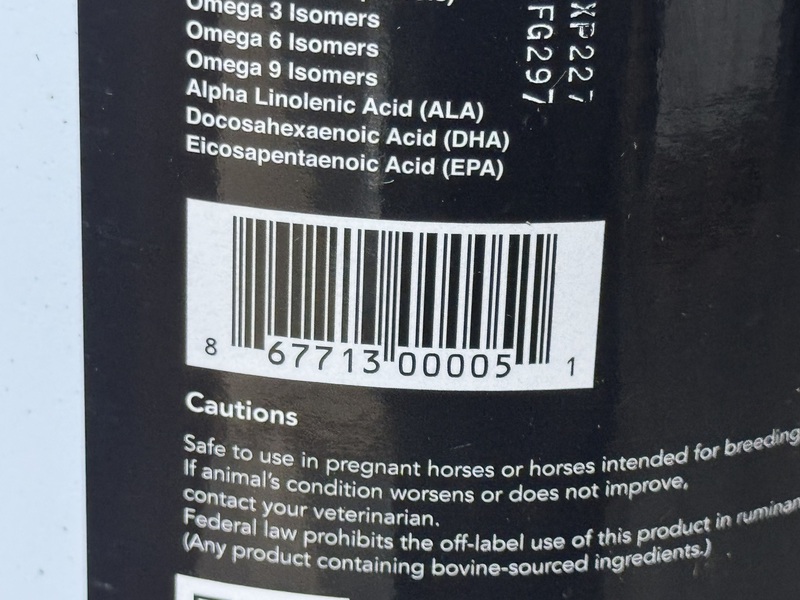 Omega 3 Isomers
Omega 6 Isomers
Omega 9 Isomers
Alpha Linolenic Acid (ALA)
Docosahexaenoic Acid (DHA)
Eicosapentaenoic Acid (EPA)
XP 227
FG297
8 67713 00005 1
Cautions
Safe to use in pregnant horses or horses intended for breeding
If animal's condition worsens or does not improve,
contact your veterinarian.
Federal law prohibits the off-label use of this product in ruminan
(Any product containing bovine-sourced ingredients.)